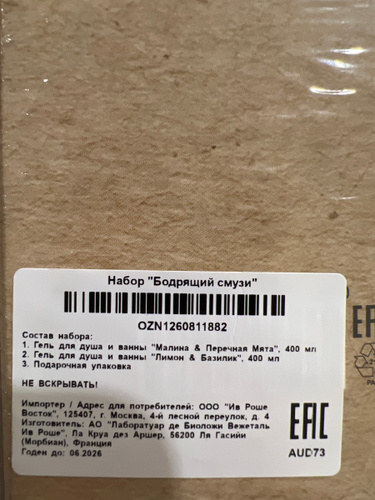 Набор "Бодрящий смузи"
OZN1260811882
Состав набора:
1. Гель для душа и ванны "Малина & Перечная Мята", 400 мл
2. Гель для душа и ванны "Лимон & Базилик", 400 мл
3. Подарочная упаковка
НЕ ВСКРЫВАТЬ!
Импортер / Адрес для потребителей: ООО "Ив Роше
Восток", 125407, г. Москва, 4-й лесной переулок, д. 4
Изготовитель: АО "Лаборатуар де Биоложи Вежеталь
Ив Роше", Ла Круа дез Аршер, 56200 Ля Гасийи
(Морбиан), Франция
Годен до: 06.2026
EAC
AUD73